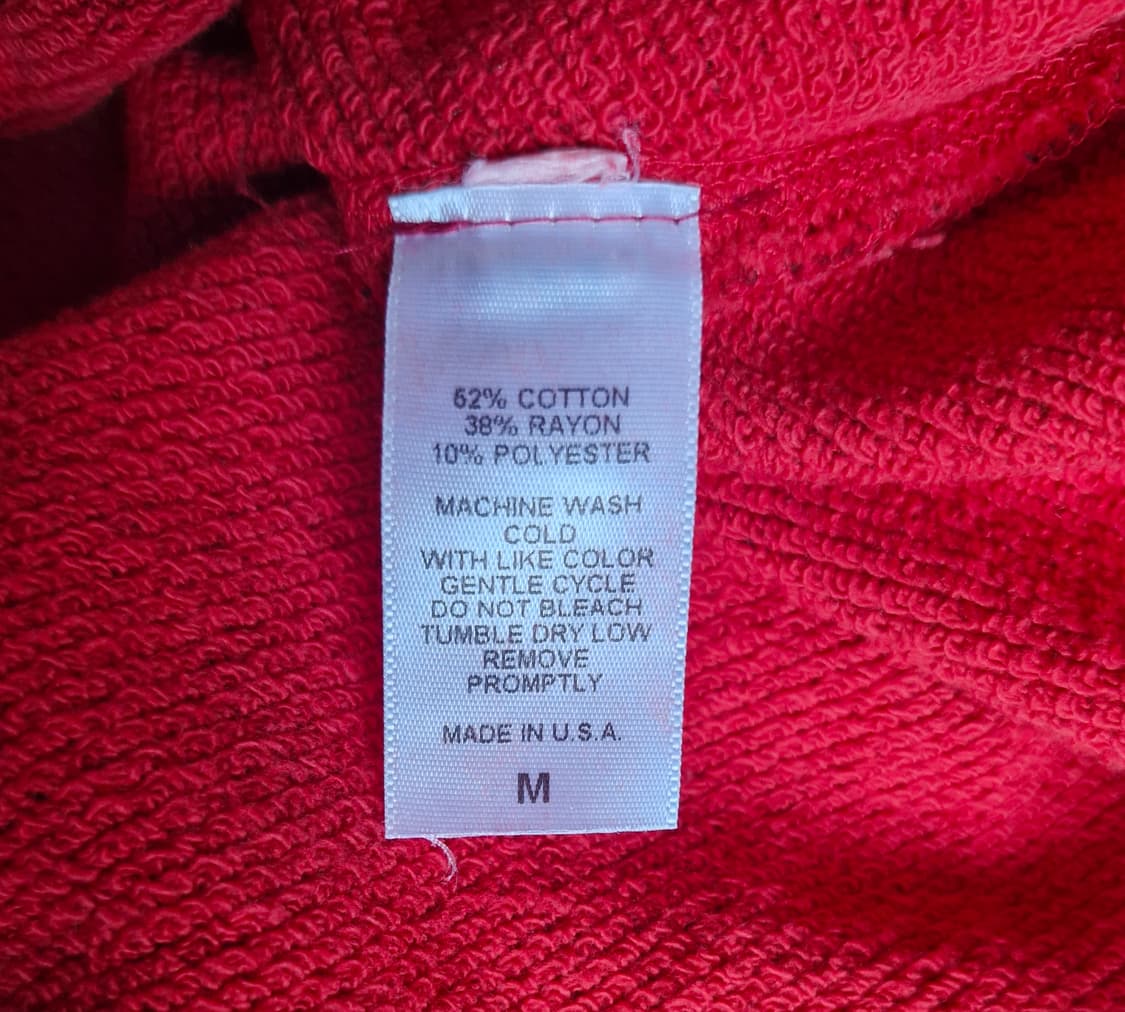 52% COTTON
38% RAYON
10% POLYESTER
MACHINE WASH
COLD
WITH LIKE COLOR
GENTLE CYCLE
DO NOT BLEACH
TUMBLE DRY LOW
REMOVE
PROMPTLY
MADE IN U.S.A.
M